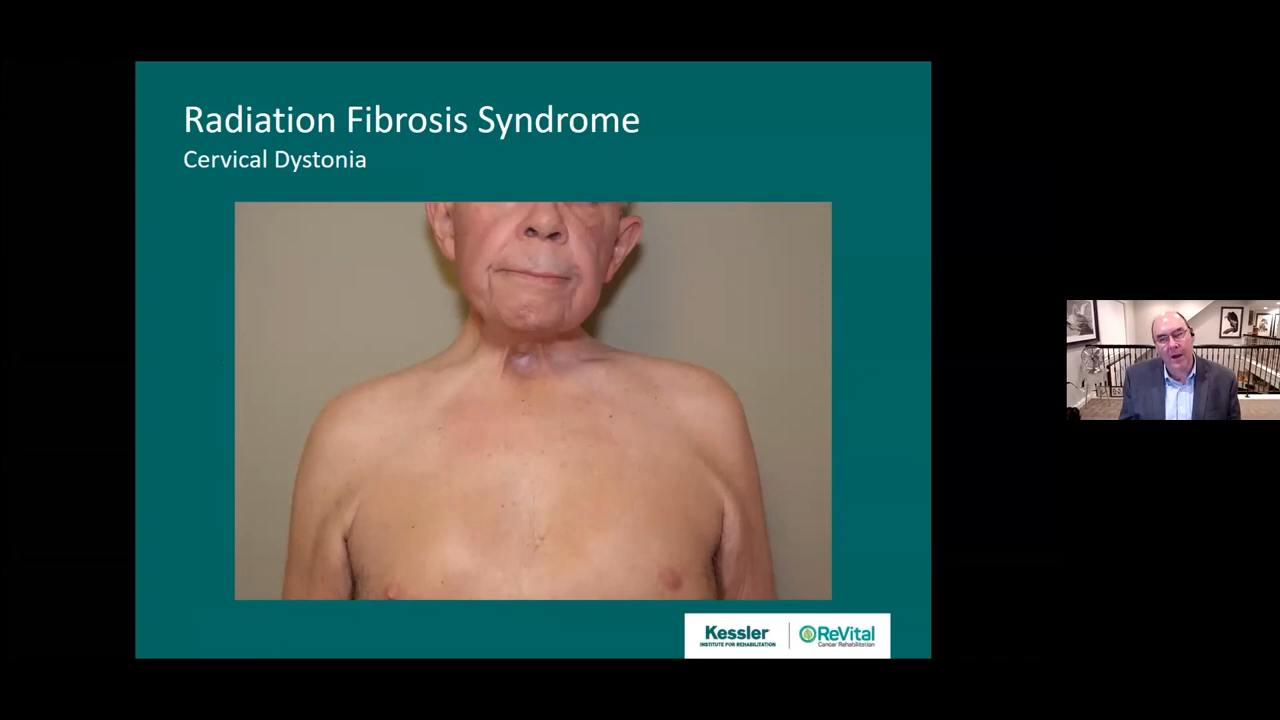 Radiation Fibrosis Syndrome
Cervical Dystonia
Kessler
INSTITUTE FOR REHABILITATION
ReVital
Cancer Rehabilitation